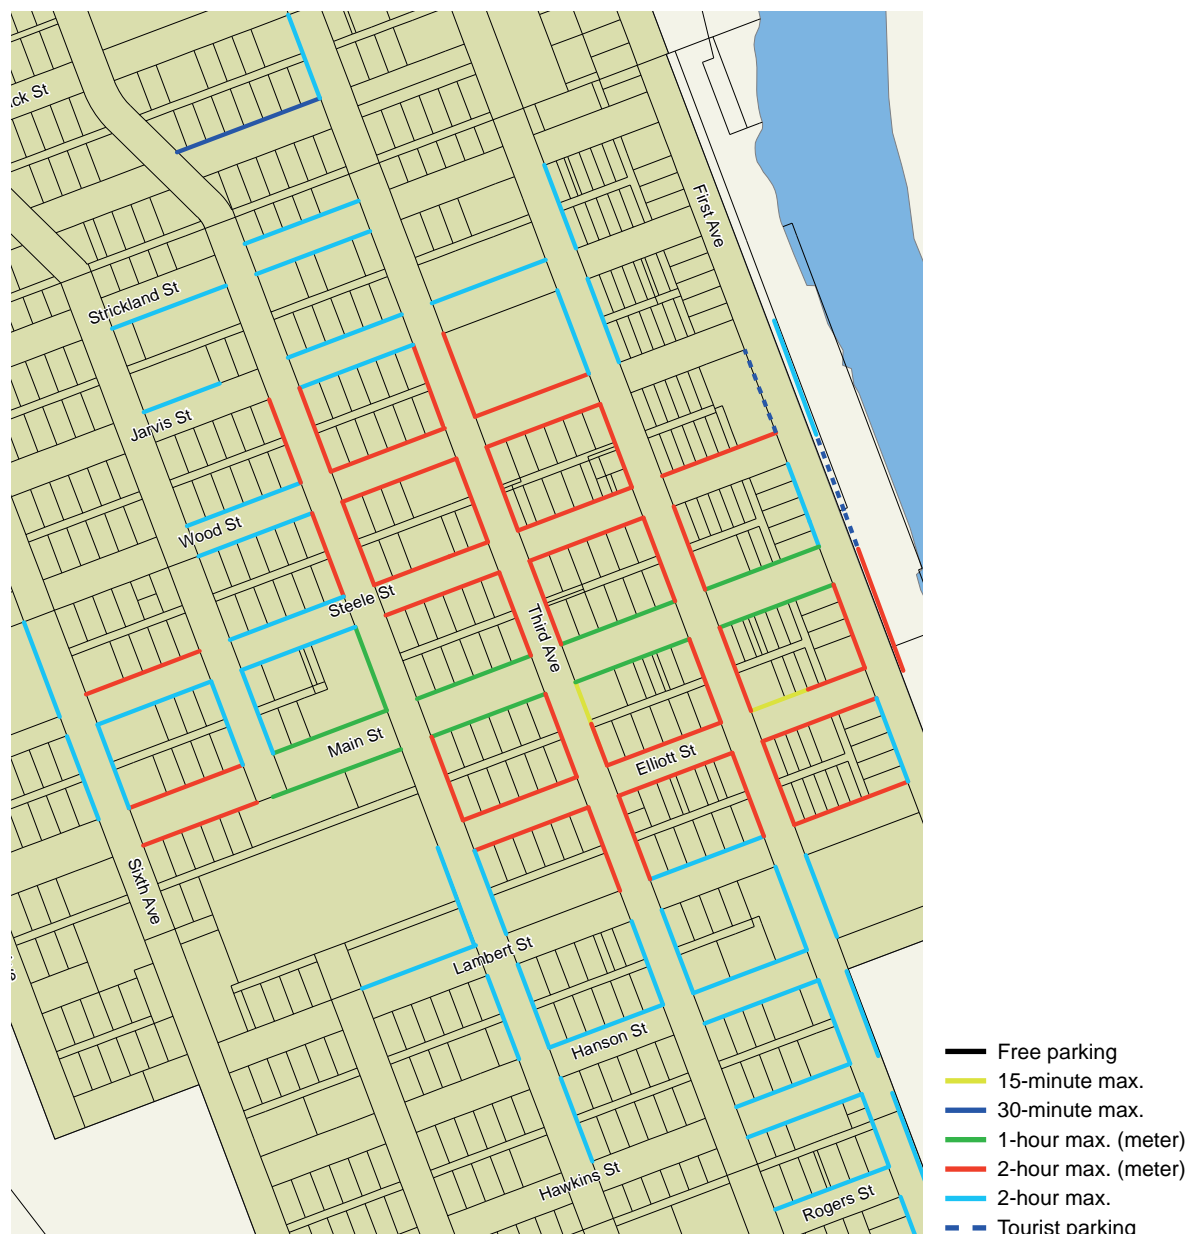 ck St
First Ave
Strickland St
Jarvis St
Wood St
Steele St
Third Ave
Main St
Elliott St
Sixth Ave
Lambert St
Hanson St
Hawkins St
Rogers St
Free parking
15-minute max.
30-minute max.
1-hour max. (meter)
2-hour max. (meter)
2-hour max.
Tourist parking